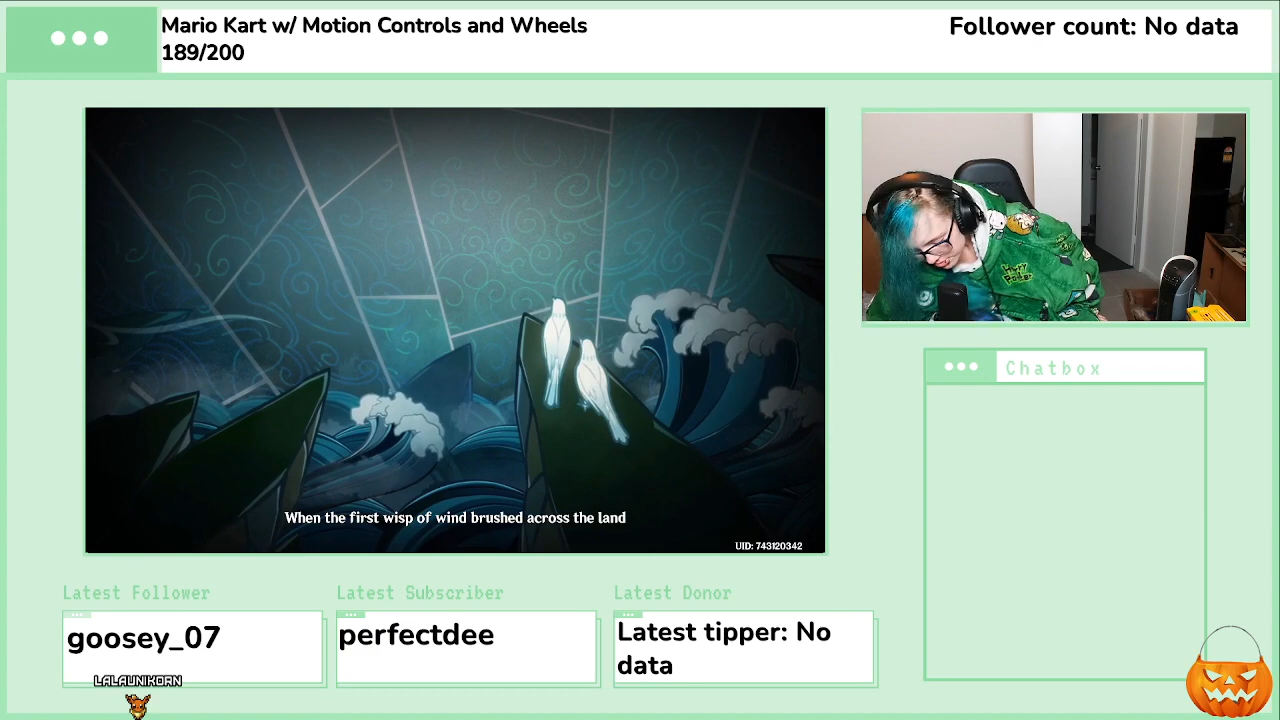 Mario Kart w/ Motion Controls and Wheels
189/200
Follower count: No data
When the first wisp of wind brushed across the land
UID: 743120342
Chatbox
Latest Follower
Latest Subscriber
Latest Donor
goosey_07
perfectdee
Latest tipper: No
data
LALAUNIKORN
Harry
Potter